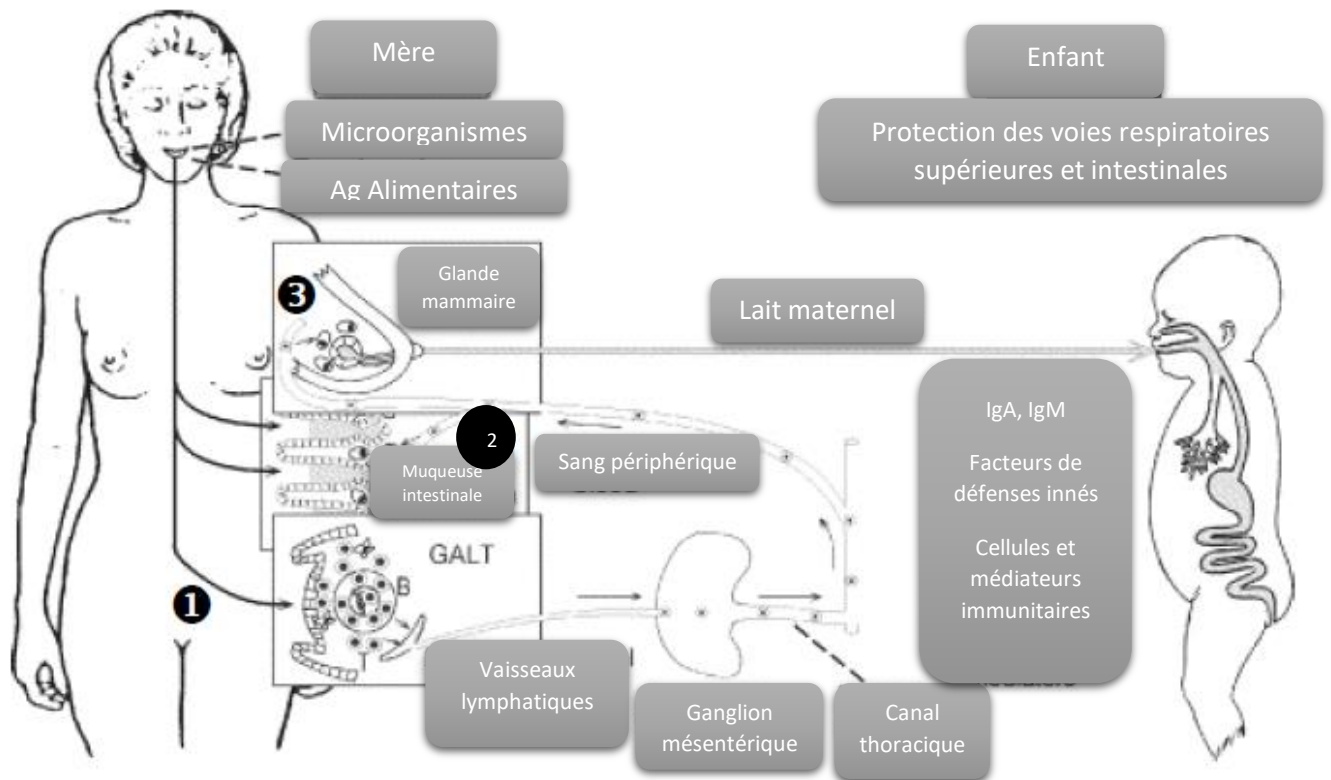 Mère
Microorganismes
Ag Alimentaires
Enfant
Protection des voies respiratoires
supérieures et intestinales
3
Glande
mammaire
Lait maternel
2
Muqueuse
intestinale
Sang périphérique
IgA, IgM
Facteurs de
défenses innés
Cellules et
médiateurs
immunitaires
GALT
B
1
Vaisseaux
lymphatiques
Ganglion
mésentérique
Canal
thoracique